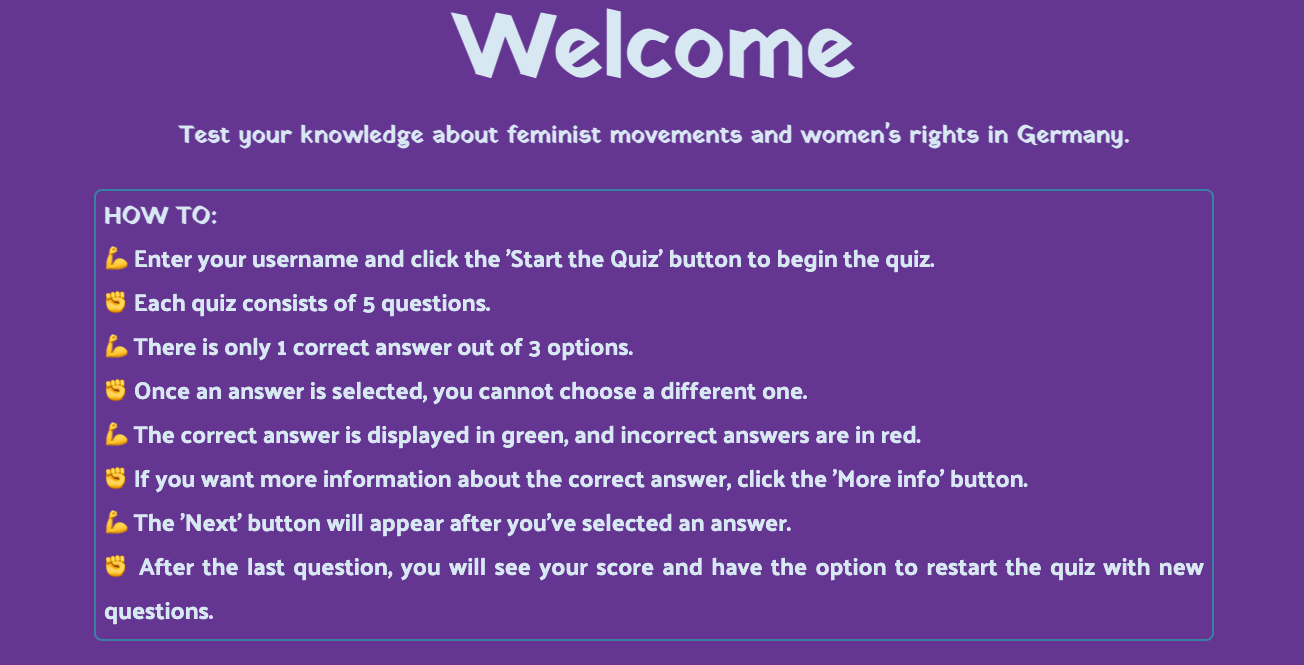 Welcome
Test your knowledge about feminist movements and women's rights in Germany.
HOW TO:
💪 Enter your username and click the 'Start the Quiz' button to begin the quiz.
✊ Each quiz consists of 5 questions.
💪 There is only 1 correct answer out of 3 options.
✊ Once an answer is selected, you cannot choose a different one.
💪 The correct answer is displayed in green, and incorrect answers are in red.
✊ If you want more information about the correct answer, click the 'More info' button.
💪 The 'Next' button will appear after you've selected an answer.
✊ After the last question, you will see your score and have the option to restart the quiz with new
questions.